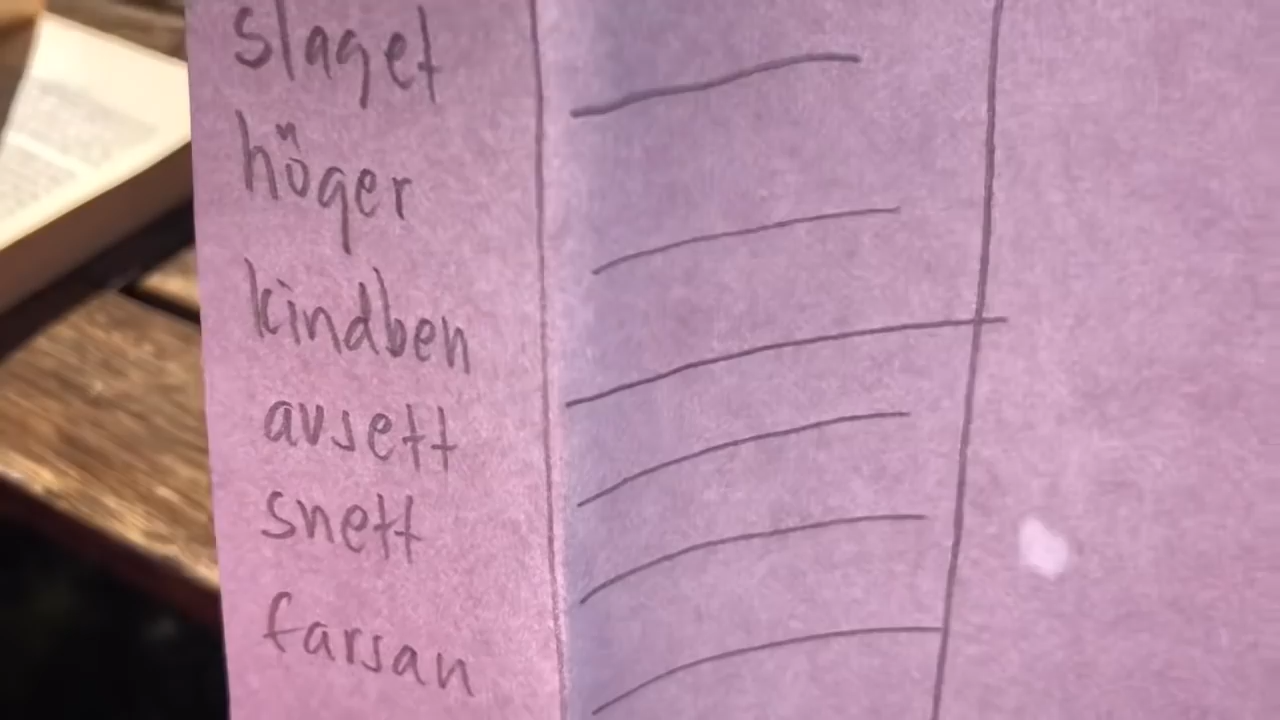 slaget
höger
kindben
avsett
snett
farsan